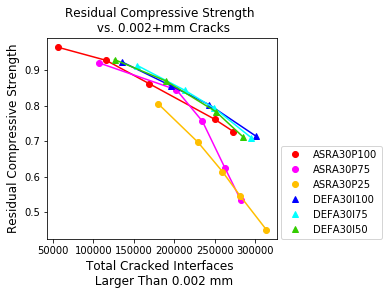 Residual Compressive Strength
vs. 0.002+mm Cracks
Residual Compressive Strength
0.9
0.8
0.7
0.6
0.5
50000 100000 150000 200000 250000 300000
Total Cracked Interfaces
Larger Than 0.002 mm
ASRA30P100
ASRA30P75
ASRA30P25
DEFA30I100
DEFA30I75
DEFA30I50